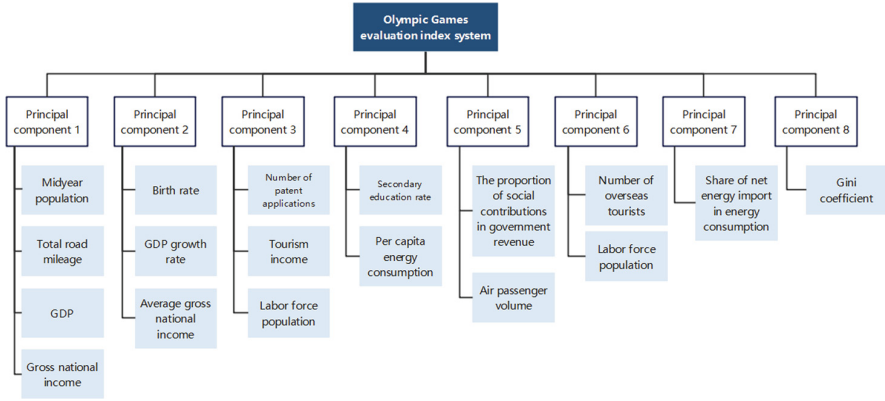 Olympic Games
evaluation index system
Principal
component 1
Principal
component 2
Principal
component 3
Principal
component 4
Principal
component 5
Principal
component 6
Principal
component 7
Principal
component 8
Midyear
population
Total road
mileage
GDP
Gross national
income
Birth rate
GDP growth
rate
Average gross
national
income
Number of
patent
applications
Tourism
income
Labor force
population
Secondary
education rate
Per capita
energy
consumption
The proportion
of social
contributions
in government
revenue
Air passenger
volume
Number of
overseas
tourists
Labor force
population
Share of net
energy import
in energy
consumption
Gini
coefficient